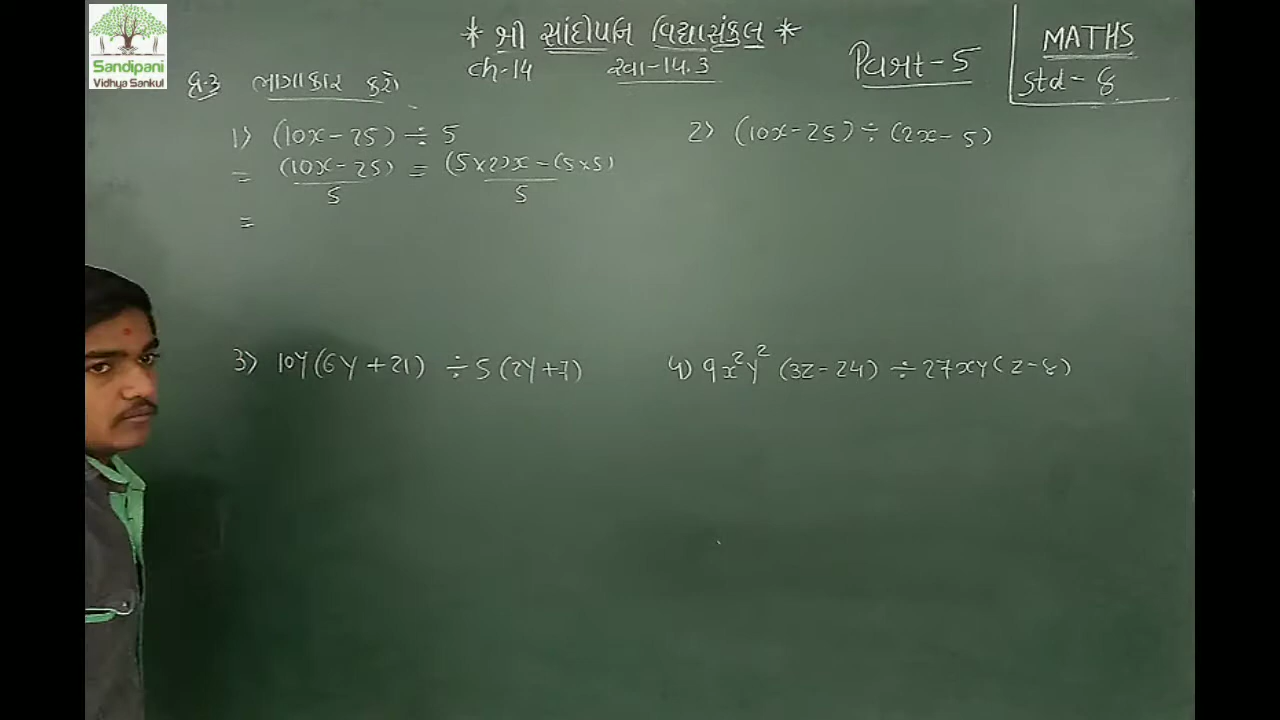 Sandipani
Vidhya Sankul
* શ્રી સાંદીપનિ વિદ્યાસંકુલ *
ch-14 સ્વા-14.3
વિભાગ-5
MATHS
Std - 8
પ્ર-૩ ભાગાકાર કરો
1) (10x - 25) ÷ 5
= (10x - 25) / 5 = (5×2)x - (5×5) / 5
=
2) (10x - 25) ÷ (2x - 5)
3) 10y(6y + 21) ÷ 5(2y + 7)
4) 9x²y² (3z - 24) ÷ 27xy(z - 8)